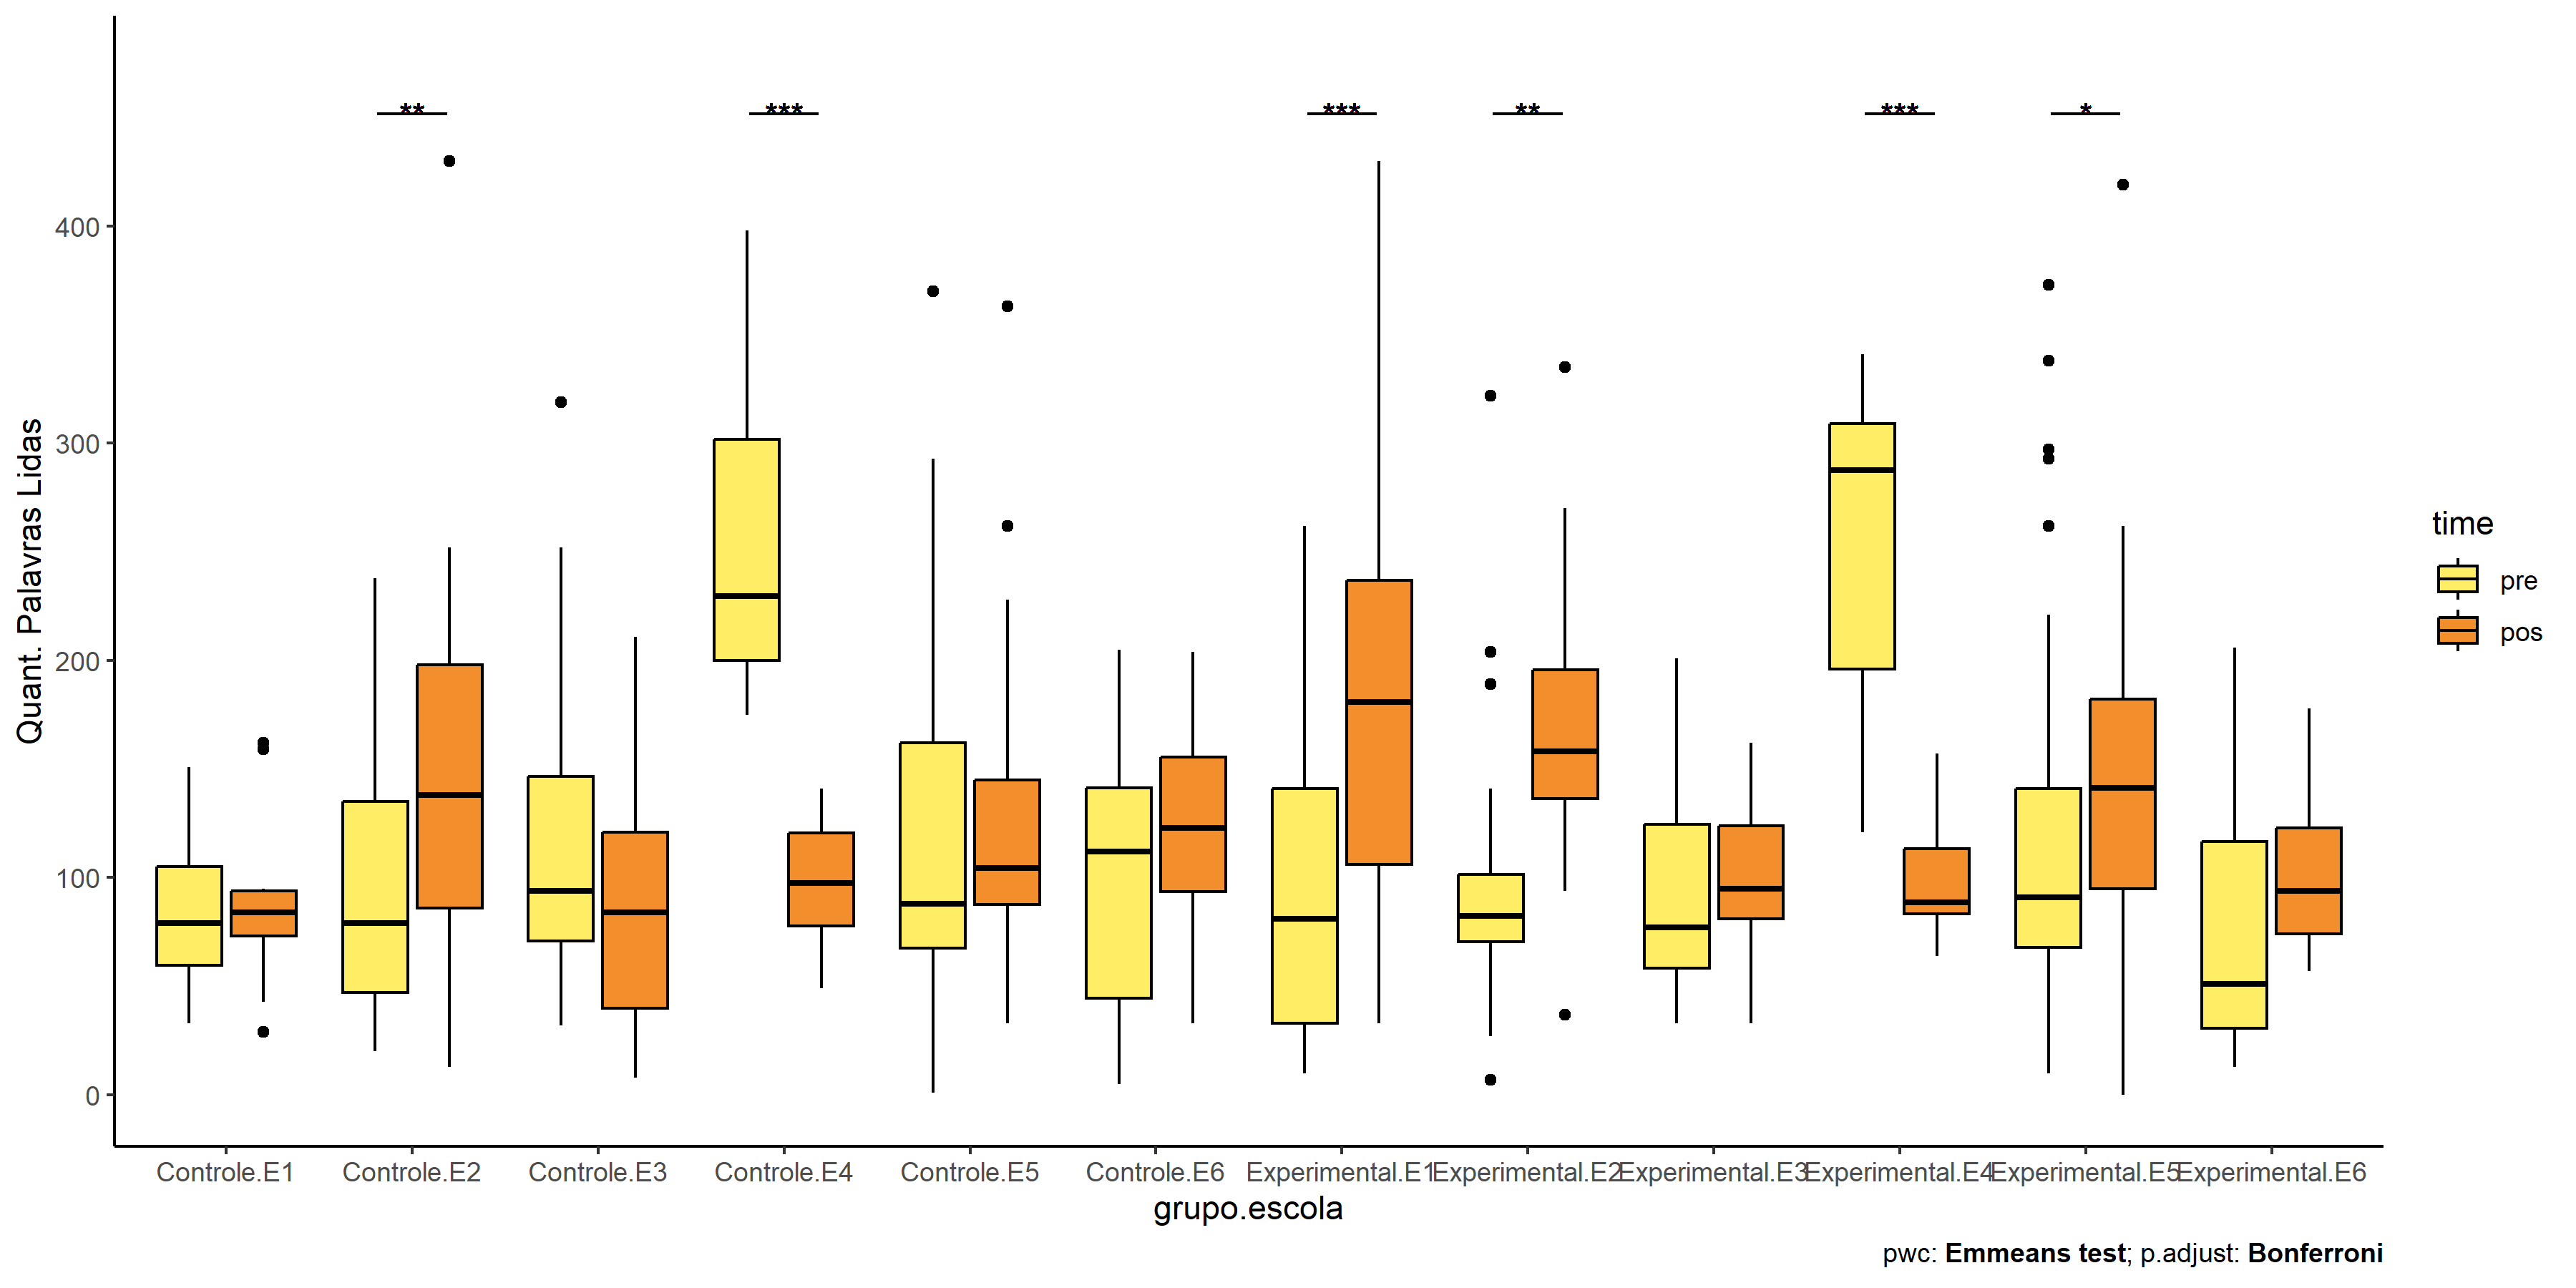 ** *** *** ** *** *
400
300
200
100
0
Quant. Palavras Lidas
Controle.E1 Controle.E2 Controle.E3 Controle.E4 Controle.E5 Controle.E6 Experimental.E1 Experimental.E2 Experimental.E3 Experimental.E4 Experimental.E5 Experimental.E6
grupo.escola
time
pre
pos
pwc: Emmeans test; p.adjust: Bonferroni